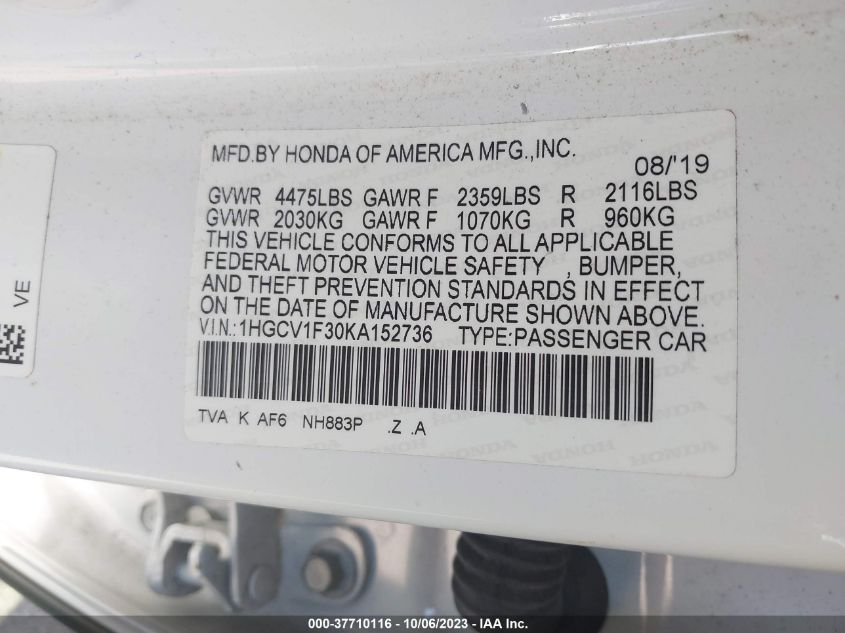 MFD.BY HONDA OF AMERICA MFG.,INC.
08/'19
GVWR 4475LBS GAWR F 2359LBS R 2116LBS
GVWR 2030KG GAWR F 1070KG R 960KG
THIS VEHICLE CONFORMS TO ALL APPLICABLE
FEDERAL MOTOR VEHICLE SAFETY , BUMPER,
AND THEFT PREVENTION STANDARDS IN EFFECT
ON THE DATE OF MANUFACTURE SHOWN ABOVE.
V.I.N.:1HGCV1F30KA152736 TYPE:PASSENGER CAR
TVA K AF6 NH883P .Z .A
VE
HONDA HONDA HONDA
000-37710116 - 10/06/2023 - IAA Inc.